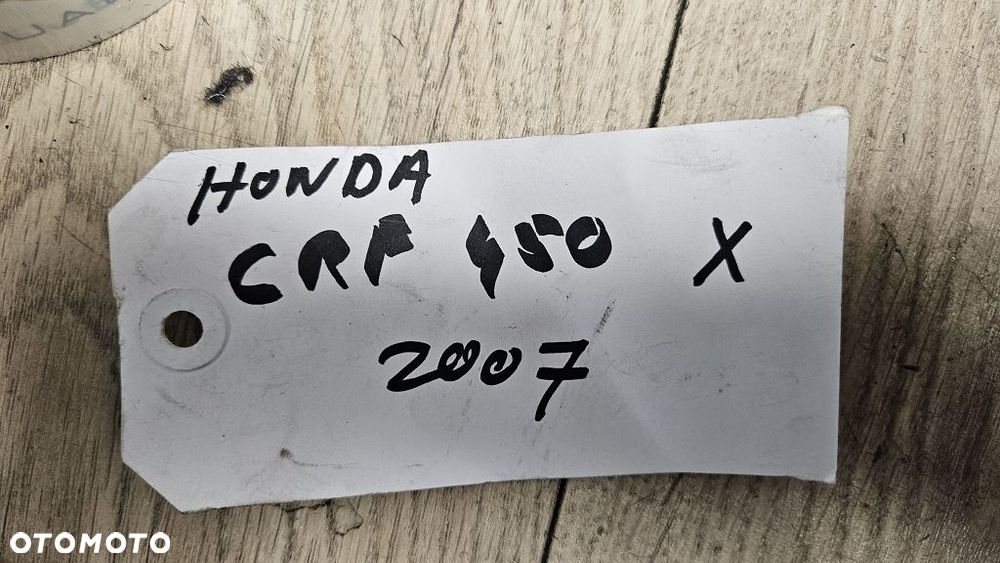 HONDA
CRF 450 X
2007
OTOMOTO